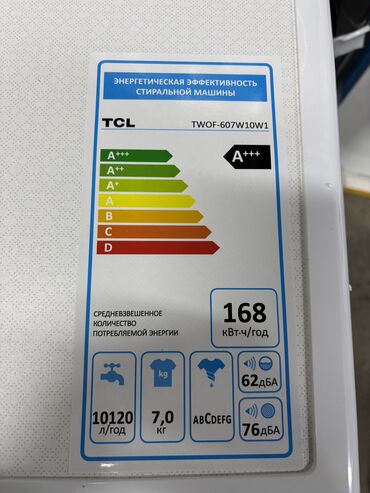 ЭНЕРГЕТИЧЕСКАЯ ЭФФЕКТИВНОСТЬ
СТИРАЛЬНОЙ МАШИНЫ
TCL TWOF-607W10W1
A+++ A+++
A++
A+
A
B
C
D
СРЕДНЕВЗВЕШЕННОЕ
КОЛИЧЕСТВО
ПОТРЕБУЕМОЙ ЭНЕРГИИ
168
кВт·ч/год
kg
62дБА
10120
л/год
7,0
кг
ABCDEFG
76дБА